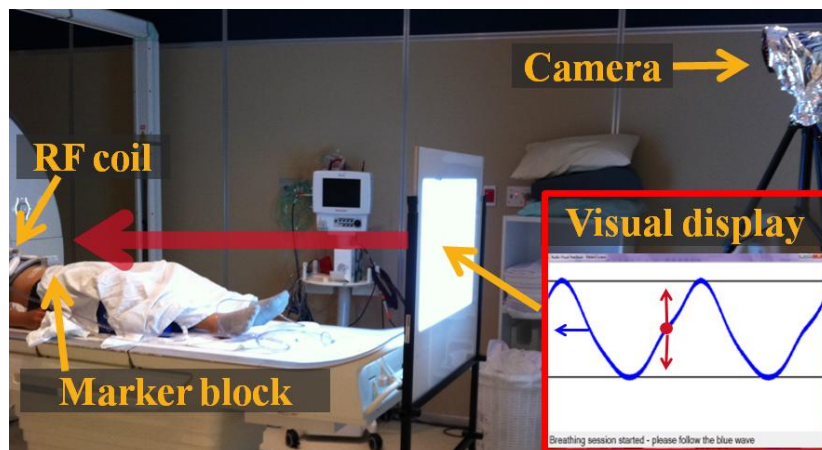 Camera
RF coil
Visual display
Marker block
Breathing session started - please follow the blue wave